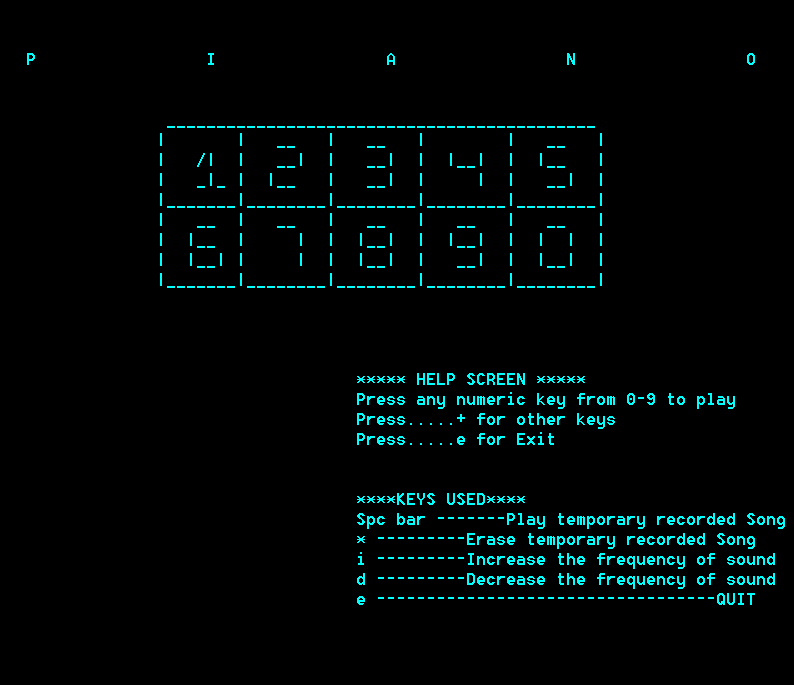 P I A N O
1 2 3 4 5
6 7 8 9 0
***** HELP SCREEN *****
Press any numeric key from 0-9 to play
Press.....+ for other keys
Press.....e for Exit
****KEYS USED****
Spc bar -------Play temporary recorded Song
* ---------Erase temporary recorded Song
i ---------Increase the frequency of sound
d ---------Decrease the frequency of sound
e ----------------------------------QUIT